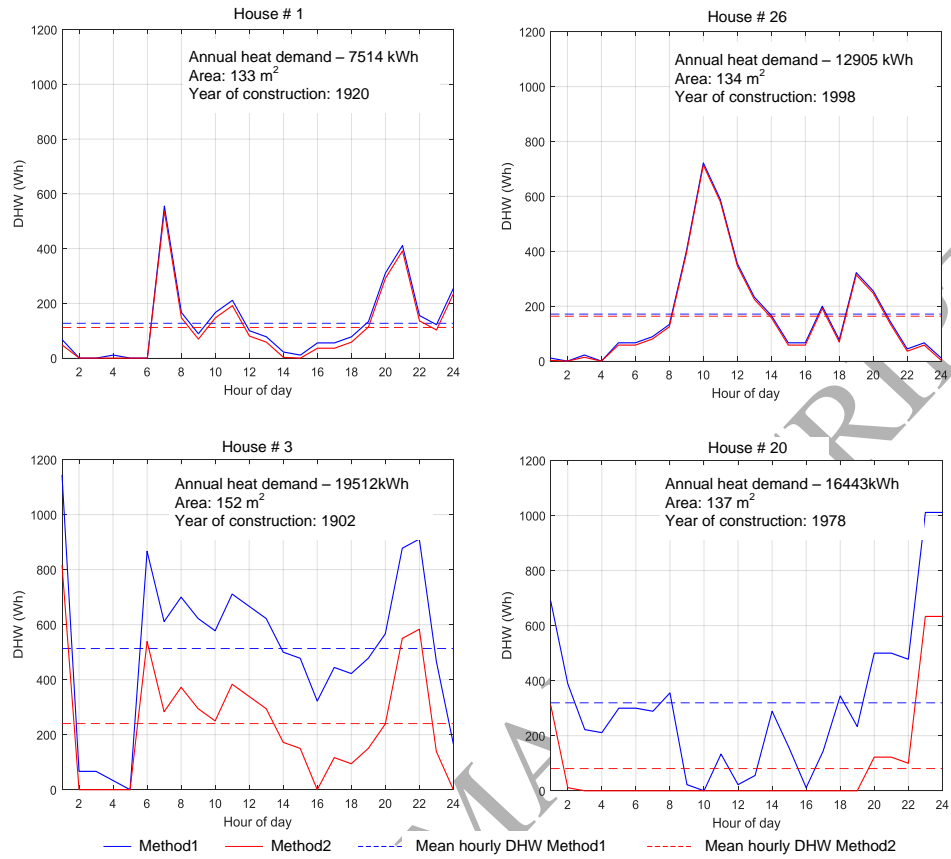 House # 1
1200
1000
800
600
400
200
0
DHW (Wh)
Annual heat demand – 7514 kWh
Area: 133 m²
Year of construction: 1920
2 4 6 8 10 12 14 16 18 20 22 24
Hour of day
House # 26
1200
1000
800
600
400
200
0
DHW (Wh)
Annual heat demand – 12905 kWh
Area: 134 m²
Year of construction: 1998
2 4 6 8 10 12 14 16 18 20 22 24
Hour of day
House # 3
1200
1000
800
600
400
200
0
DHW (Wh)
Annual heat demand – 19512kWh
Area: 152 m²
Year of construction: 1902
2 4 6 8 10 12 14 16 18 20 22 24
Hour of day
House # 20
1200
1000
800
600
400
200
0
DHW (Wh)
Annual heat demand – 16443kWh
Area: 137 m²
Year of construction: 1978
2 4 6 8 10 12 14 16 18 20 22 24
Hour of day
Method1 Method2 Mean hourly DHW Method1 Mean hourly DHW Method2